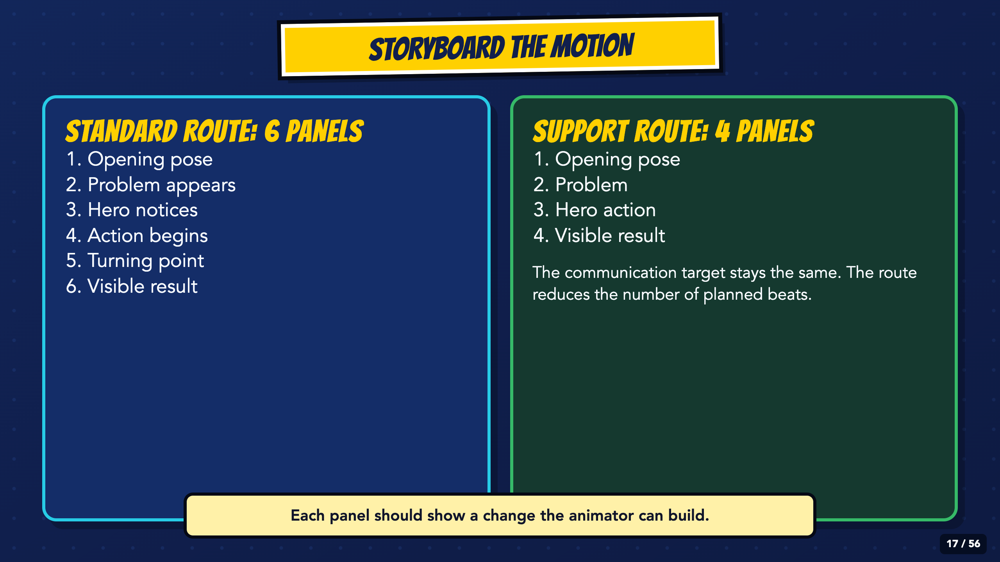 STORYBOARD THE MOTION
STANDARD ROUTE: 6 PANELS
1. Opening pose
2. Problem appears
3. Hero notices
4. Action begins
5. Turning point
6. Visible result
SUPPORT ROUTE: 4 PANELS
1. Opening pose
2. Problem
3. Hero action
4. Visible result
The communication target stays the same. The route
reduces the number of planned beats.
Each panel should show a change the animator can build.
17 / 56